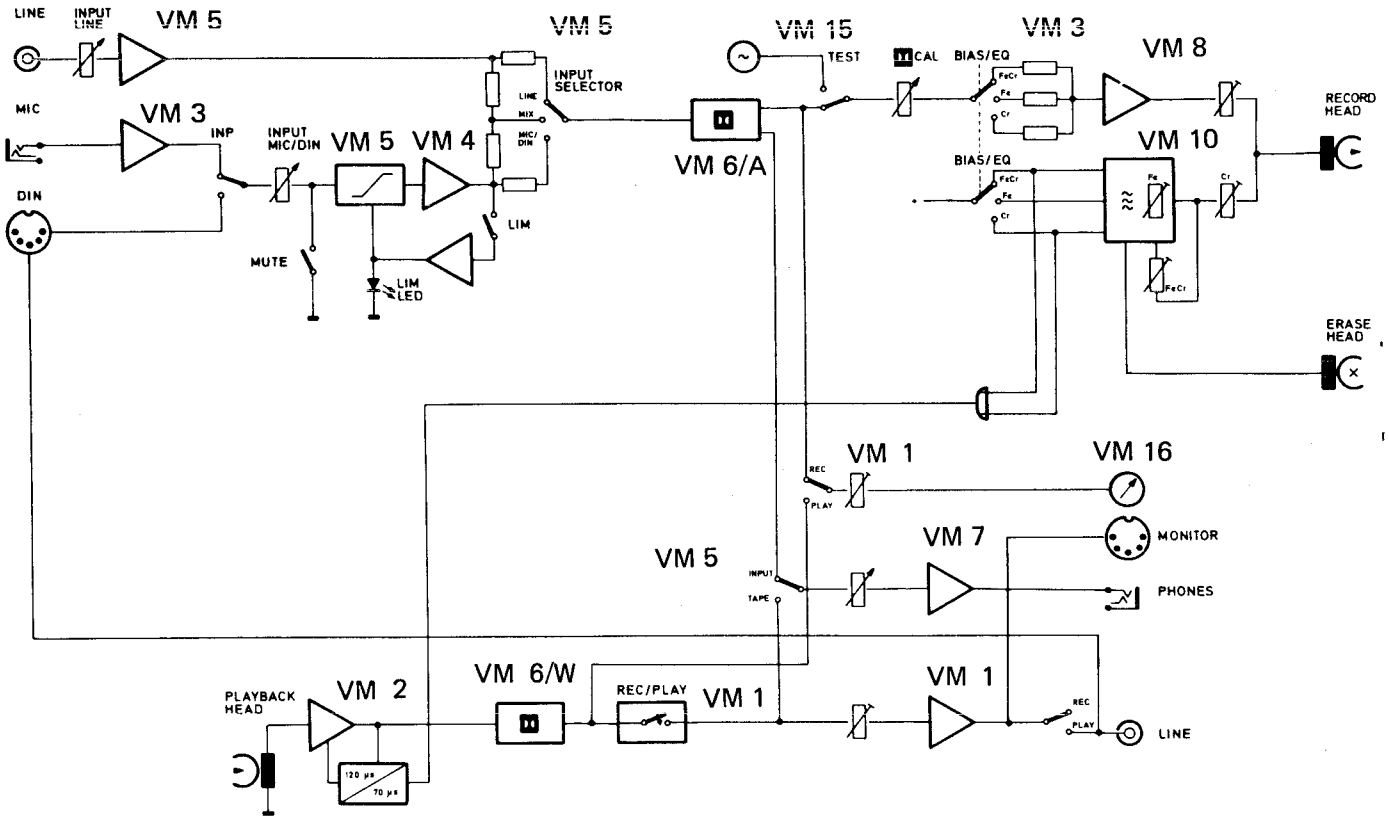 LINE
INPUT
LINE
VM 5
VM 5
VM 15
VM 3
INPUT
SELECTOR
TEST
CAL
BIAS/EQ
VM 8
FeCr
Fe
Cr
RECORD
HEAD
LINE
MIX
MIC/
DIN
MIC
VM 3
INP
INPUT
MIC/DIN
VM 5
VM 4
VM 6/A
VM 10
BIAS/EQ
FeCr
Fe
Cr
Fe
Cr
FeCr
DIN
MUTE
LIM
LIM
LED
ERASE
HEAD
REC
PLAY
VM 1
VM 16
MONITOR
VM 5
INPUT
TAPE
VM 7
PHONES
PLAYBACK
HEAD
VM 2
VM 6/W
REC/PLAY
VM 1
VM 1
REC
PLAY
LINE
120 µs
70 µs